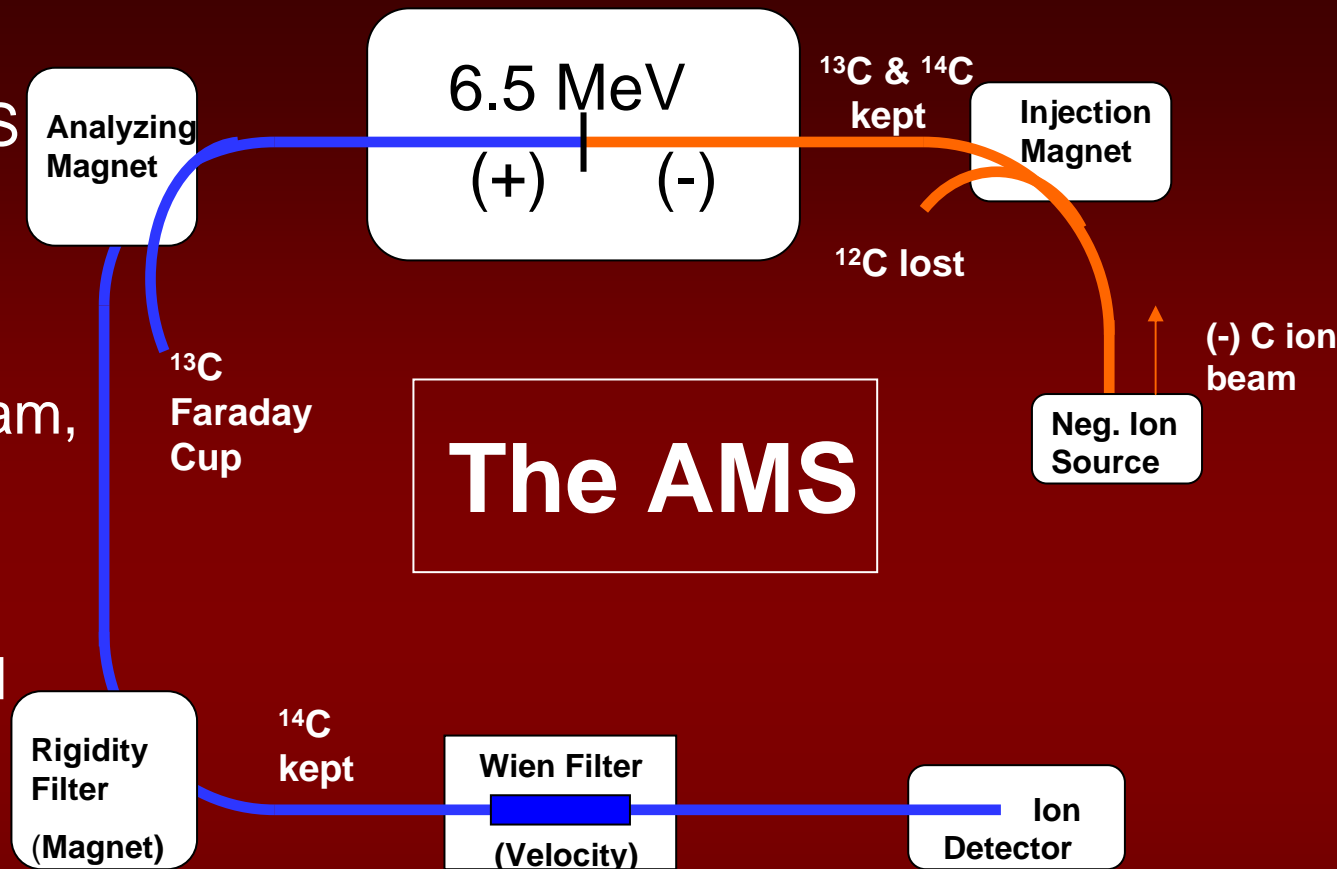 S
Analyzing
Magnet
6.5 MeV
(+) (-)
¹³C & ¹⁴C
kept
Injection
Magnet
¹²C lost
(-) C ion
beam
Neg. Ion
Source
¹³C
Faraday
Cup
am,
The AMS
Rigidity
Filter
(Magnet)
¹⁴C
kept
Wien Filter
(Velocity)
Ion
Detector